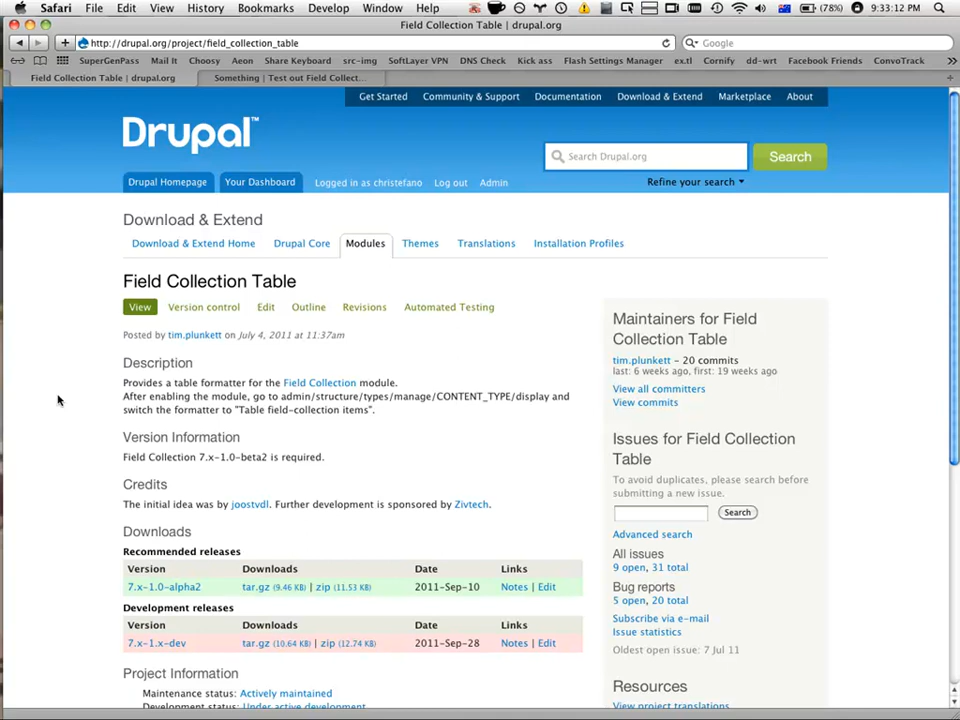 Safari File Edit View History Bookmarks Develop Window Help (78%) 9:33:12 PM
Field Collection Table | drupal.org
http://drupal.org/project/field_collection_table
Google
SuperGenPass Mail It Choosy Aeon Share Keyboard src-img SoftLayer VPN DNS Check Kick ass Flash Settings Manager ex.tl Cornify dd-wrt Facebook Friends ConvoTrack
Field Collection Table | drupal.org Something | Test out Field Collect...
Get Started Community & Support Documentation Download & Extend Marketplace About
Drupal™
Search Drupal.org Search
Refine your search
Drupal Homepage Your Dashboard Logged in as christefano Log out Admin
Download & Extend
Download & Extend Home Drupal Core Modules Themes Translations Installation Profiles
Field Collection Table
View Version control Edit Outline Revisions Automated Testing
Posted by tim.plunkett on July 4, 2011 at 11:37am
Description
Provides a table formatter for the Field Collection module.
After enabling the module, go to admin/structure/types/manage/CONTENT_TYPE/display and
switch the formatter to "Table field-collection items".
Version Information
Field Collection 7.x-1.0-beta2 is required.
Credits
The initial idea was by joostvdl. Further development is sponsored by Zivtech.
Downloads
Recommended releases
Version Downloads Date Links
7.x-1.0-alpha2 tar.gz (9.46 KB) | zip (11.53 KB) 2011-Sep-10 Notes | Edit
Development releases
Version Downloads Date Links
7.x-1.x-dev tar.gz (10.64 KB) | zip (12.74 KB) 2011-Sep-28 Notes | Edit
Project Information
Maintenance status: Actively maintained
Development status: Under active development
Maintainers for Field
Collection Table
tim.plunkett – 20 commits
last: 6 weeks ago, first: 19 weeks ago
View all committers
View commits
Issues for Field Collection
Table
To avoid duplicates, please search before
submitting a new issue.
Search
Advanced search
All issues
9 open, 31 total
Bug reports
5 open, 20 total
Subscribe via e-mail
Issue statistics
Oldest open issue: 7 Jul 11
Resources
View project translations